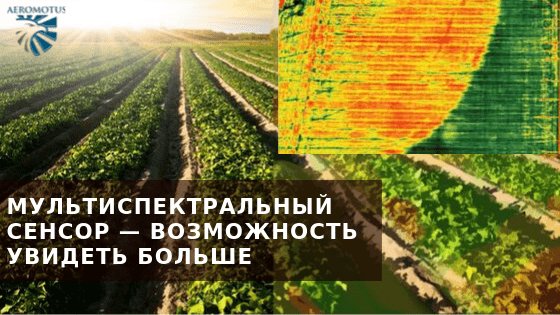 AEROMOTUS
МУЛЬТИСПЕКТРАЛЬНЫЙ
СЕНСОР — ВОЗМОЖНОСТЬ
УВИДЕТЬ БОЛЬШЕ